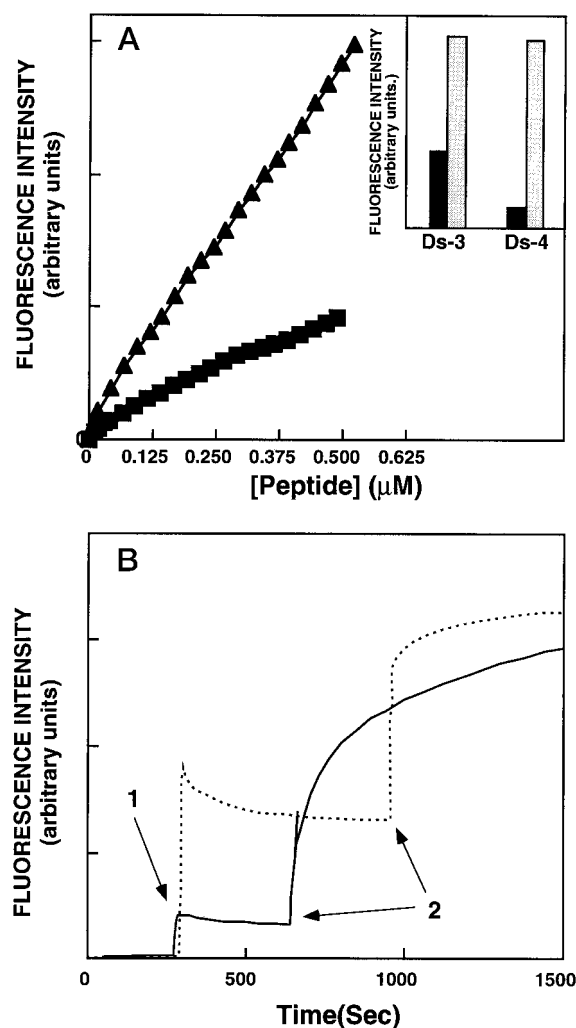 A
FLUORESCENCE INTENSITY
(arbitrary units)
FLUORESCENCE INTENSITY
(arbitrary units.)
Ds-3 Ds-4
0
0 0.125 0.250 0.375 0.500 0.625
[Peptide] (μM)
B
FLUORESCENCE INTENSITY
(arbitrary units)
1
2
0 500 1000 1500
Time(Sec)